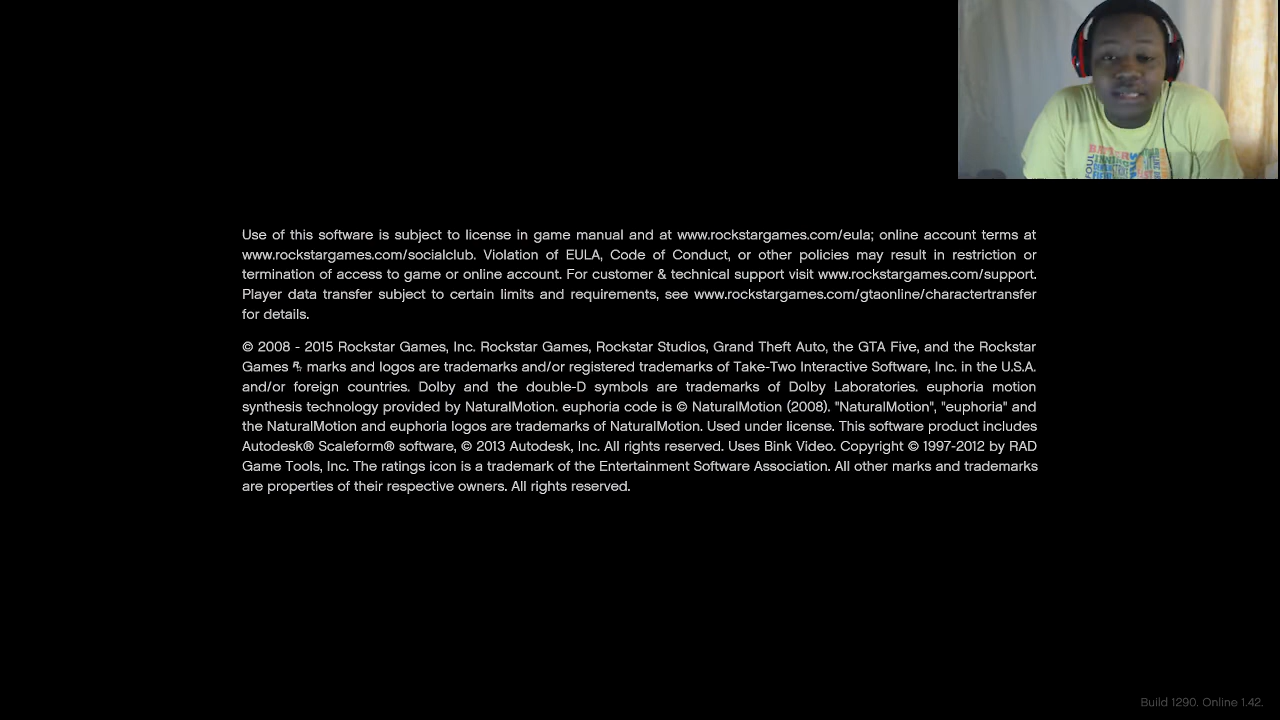 Use of this software is subject to license in game manual and at www.rockstargames.com/eula; online account terms at
www.rockstargames.com/socialclub. Violation of EULA, Code of Conduct, or other policies may result in restriction or
termination of access to game or online account. For customer & technical support visit www.rockstargames.com/support.
Player data transfer subject to certain limits and requirements, see www.rockstargames.com/gtaonline/charactertransfer
for details.
© 2008 - 2015 Rockstar Games, Inc. Rockstar Games, Rockstar Studios, Grand Theft Auto, the GTA Five, and the Rockstar
Games R* marks and logos are trademarks and/or registered trademarks of Take-Two Interactive Software, Inc. in the U.S.A.
and/or foreign countries. Dolby and the double-D symbols are trademarks of Dolby Laboratories. euphoria motion
synthesis technology provided by NaturalMotion. euphoria code is © NaturalMotion (2008). "NaturalMotion", "euphoria" and
the NaturalMotion and euphoria logos are trademarks of NaturalMotion. Used under license. This software product includes
Autodesk® Scaleform® software, © 2013 Autodesk, Inc. All rights reserved. Uses Bink Video. Copyright © 1997-2012 by RAD
Game Tools, Inc. The ratings icon is a trademark of the Entertainment Software Association. All other marks and trademarks
are properties of their respective owners. All rights reserved.
Build 1290. Online 1.42.